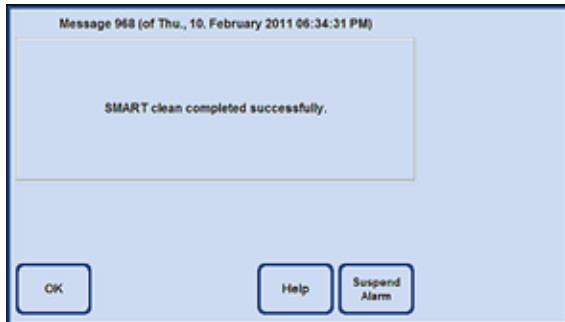 Message 968 (of Thu., 10. February 2011 06:34:31 PM)
SMART clean completed successfully.
OK
Help
Suspend
Alarm